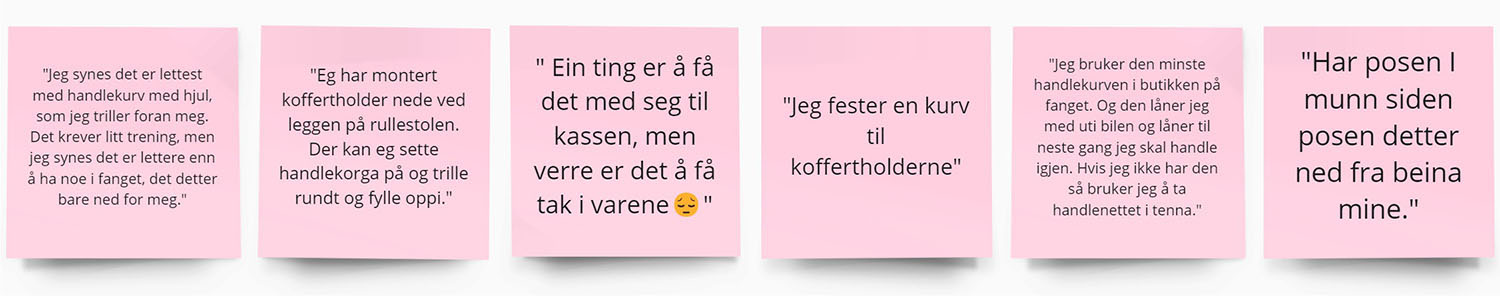 "Jeg synes det er lettest
med handlekurv med hjul,
som jeg triller foran meg.
Det krever litt trening, men
jeg synes det er lettere enn
å ha noe i fanget, det detter
bare ned for meg."
"Eg har montert
koffertholder nede ved
leggen på rullestolen.
Der kan eg sette
handlekorga på og trille
rundt og fylle oppi."
" Ein ting er å få
det med seg til
kassen, men
verre er det å få
tak i varene😔"
"Jeg fester en kurv
til
koffertholderne"
"Jeg bruker den minste
handlekurven i butikken på
fanget. Og den låner jeg
med uti bilen og låner til
neste gang jeg skal handle
igjen. Hvis jeg ikke har den
så bruker jeg å ta
handlenettet i tenna."
"Har posen I
munn siden
posen detter
ned fra beina
mine."